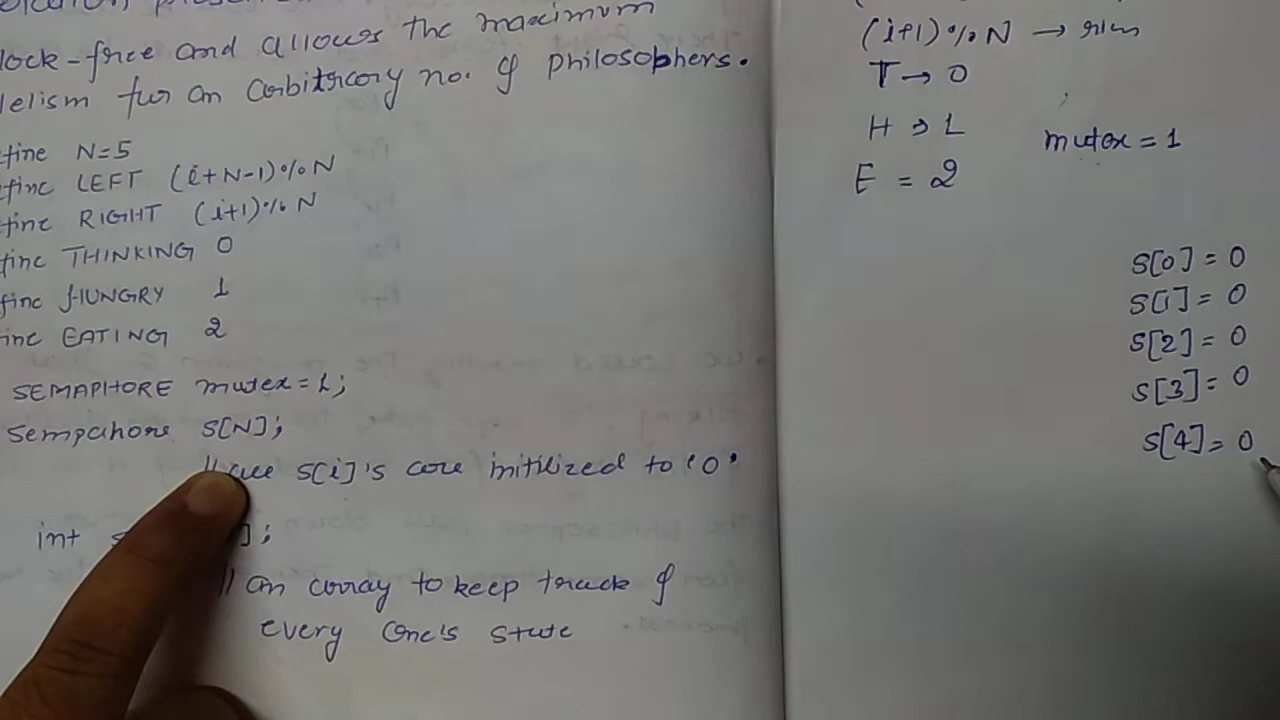 lock-free and allows the maximum
lelism for an arbitrary no. of philosophers.
fine N=5
fine LEFT (i+N-1)%N
fine RIGHT (i+1)%N
fine THINKING 0
fine HUNGRY 1
ine EATING 2
SEMAPHORE mutex=1;
Sempahore S[N];
// all S[i]'s are initilized to '0'
int s ];
// an array to keep track of
every one's state
(i+1)%N →
T → 0
H → 1
E = 2
mutex = 1
S[0] = 0
S[1] = 0
S[2] = 0
S[3] = 0
S[4] = 0